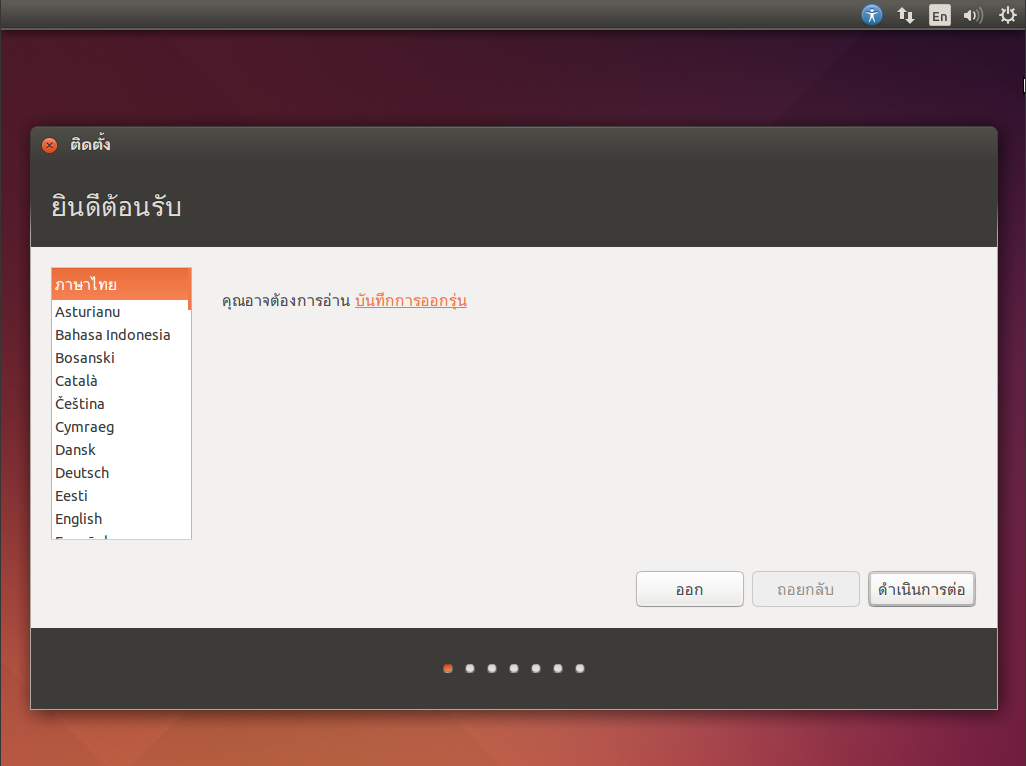 En
ติดตั้ง
ยินดีต้อนรับ
ภาษาไทย
Asturianu
Bahasa Indonesia
Bosanski
Català
Čeština
Cymraeg
Dansk
Deutsch
Eesti
English
คุณอาจต้องการอ่าน บันทึกการออกรุ่น
ออก
ถอยกลับ
ดำเนินการต่อ